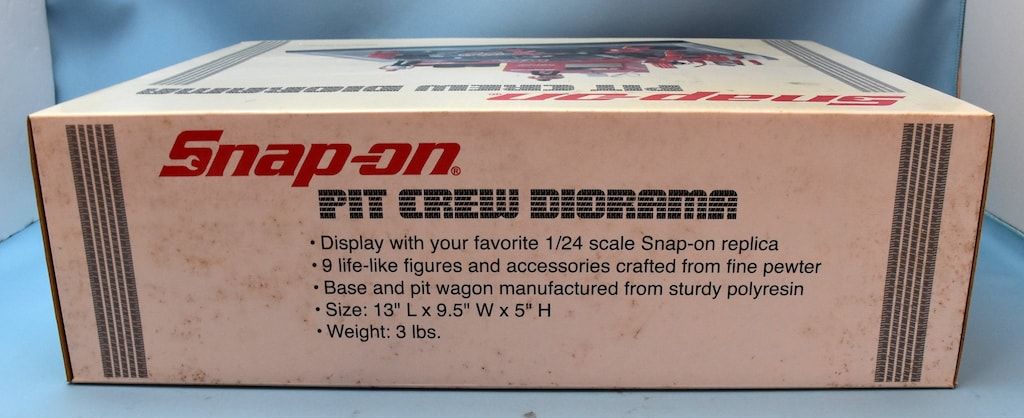 PIT CREW DIORAMA
Snap-on
Snap-on®
PIT CREW DIORAMA
• Display with your favorite 1/24 scale Snap-on replica
• 9 life-like figures and accessories crafted from fine pewter
• Base and pit wagon manufactured from sturdy polyresin
• Size: 13" L x 9.5" W x 5" H
• Weight: 3 lbs.